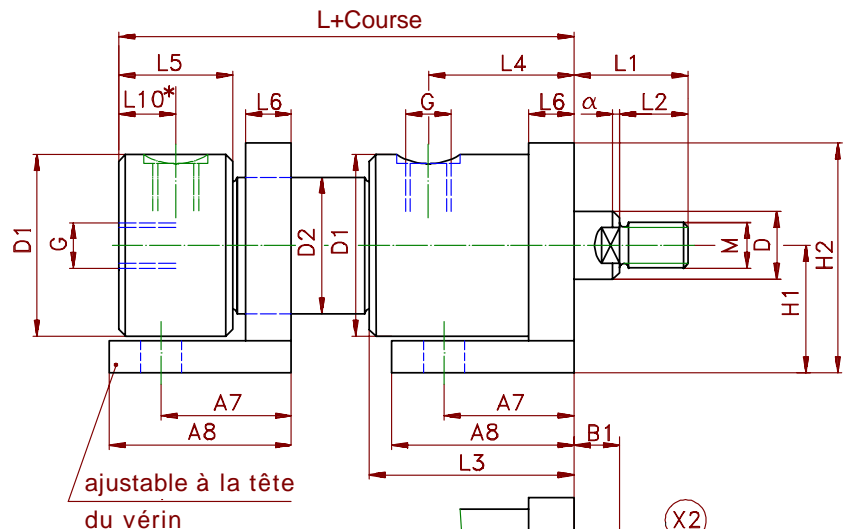 L+Course
L5
L4
L1
L10*
L6
G
L6
α
L2
D1
G
D2
D1
M
D
H1
H2
A7
A7
A8
A8
B1
L3
ajustable à la tête
du vérin
X2